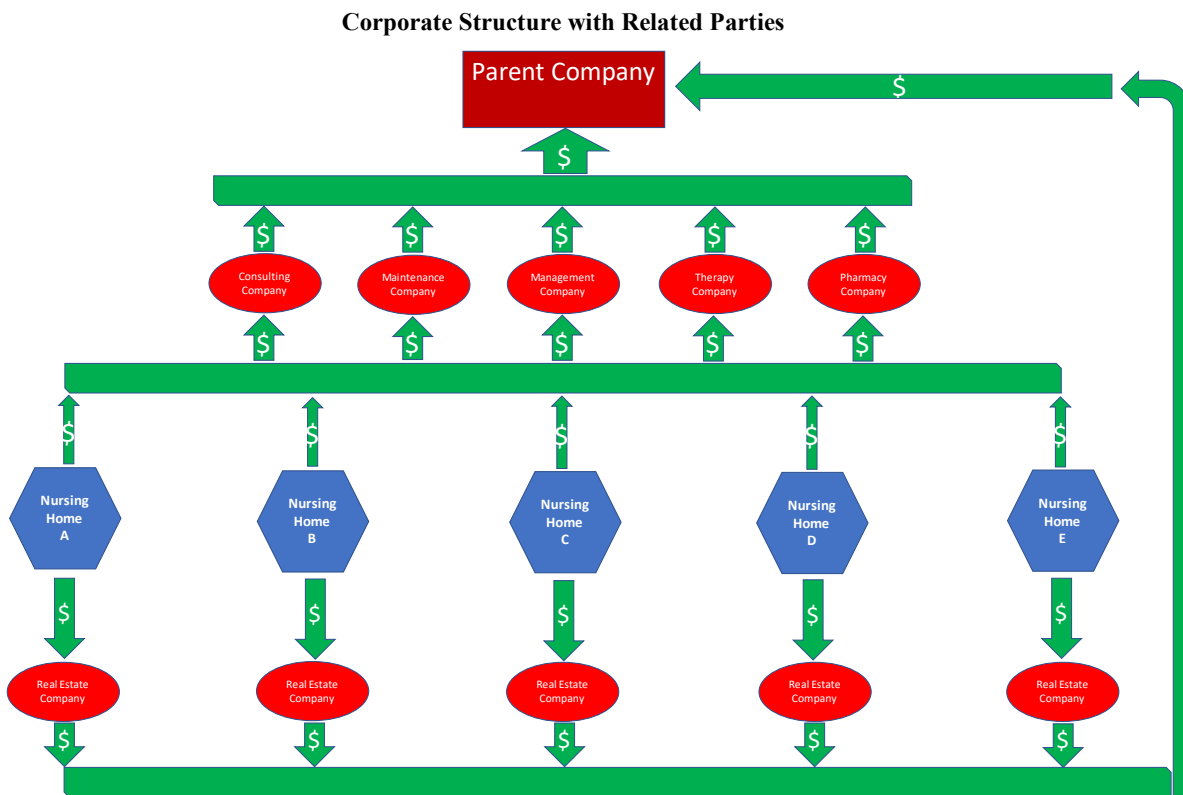 Corporate Structure with Related Parties
Parent Company
$
$
$
$
$
$
$
Consulting
Company
Maintenance
Company
Management
Company
Therapy
Company
Pharmacy
Company
$
$
$
$
$
$
$
$
$
$
Nursing
Home
A
Nursing
Home
B
Nursing
Home
C
Nursing
Home
D
Nursing
Home
E
$
$
$
$
$
Real Estate
Company
Real Estate
Company
Real Estate
Company
Real Estate
Company
Real Estate
Company
$
$
$
$
$